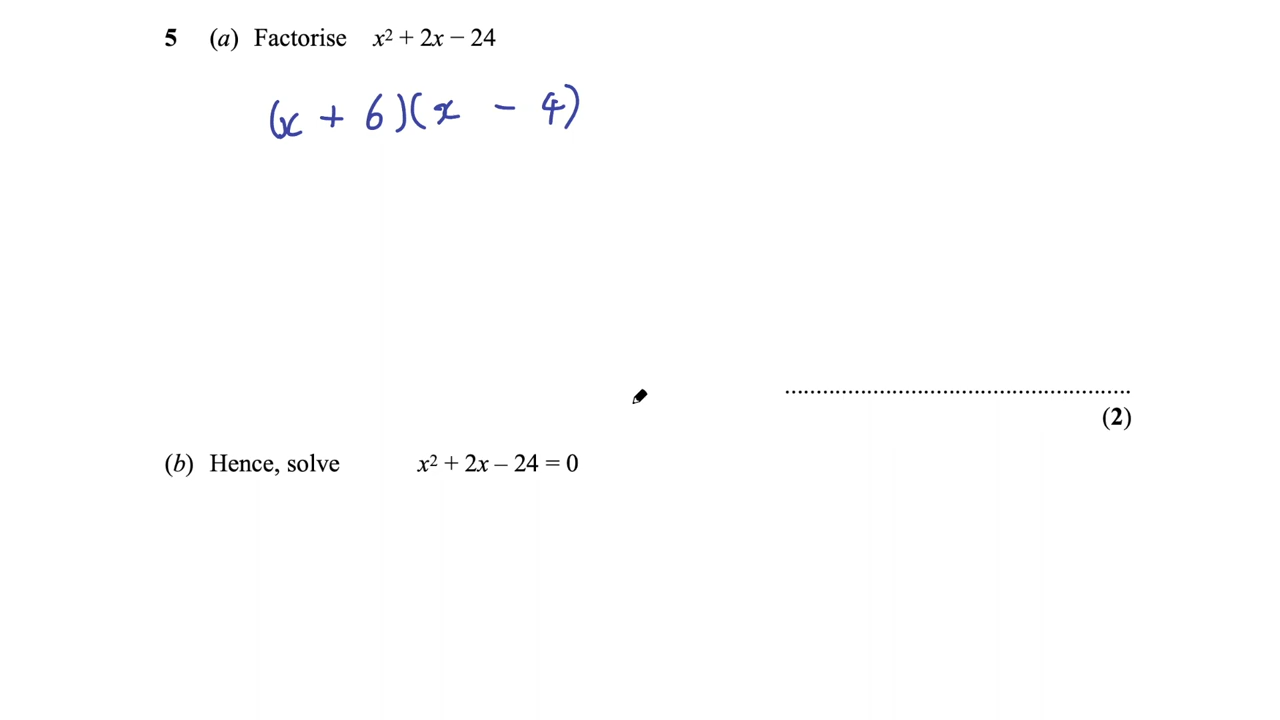 5 (a) Factorise x² + 2x − 24
(x + 6)(x - 4)
.......................................................
(2)
(b) Hence, solve x² + 2x – 24 = 0